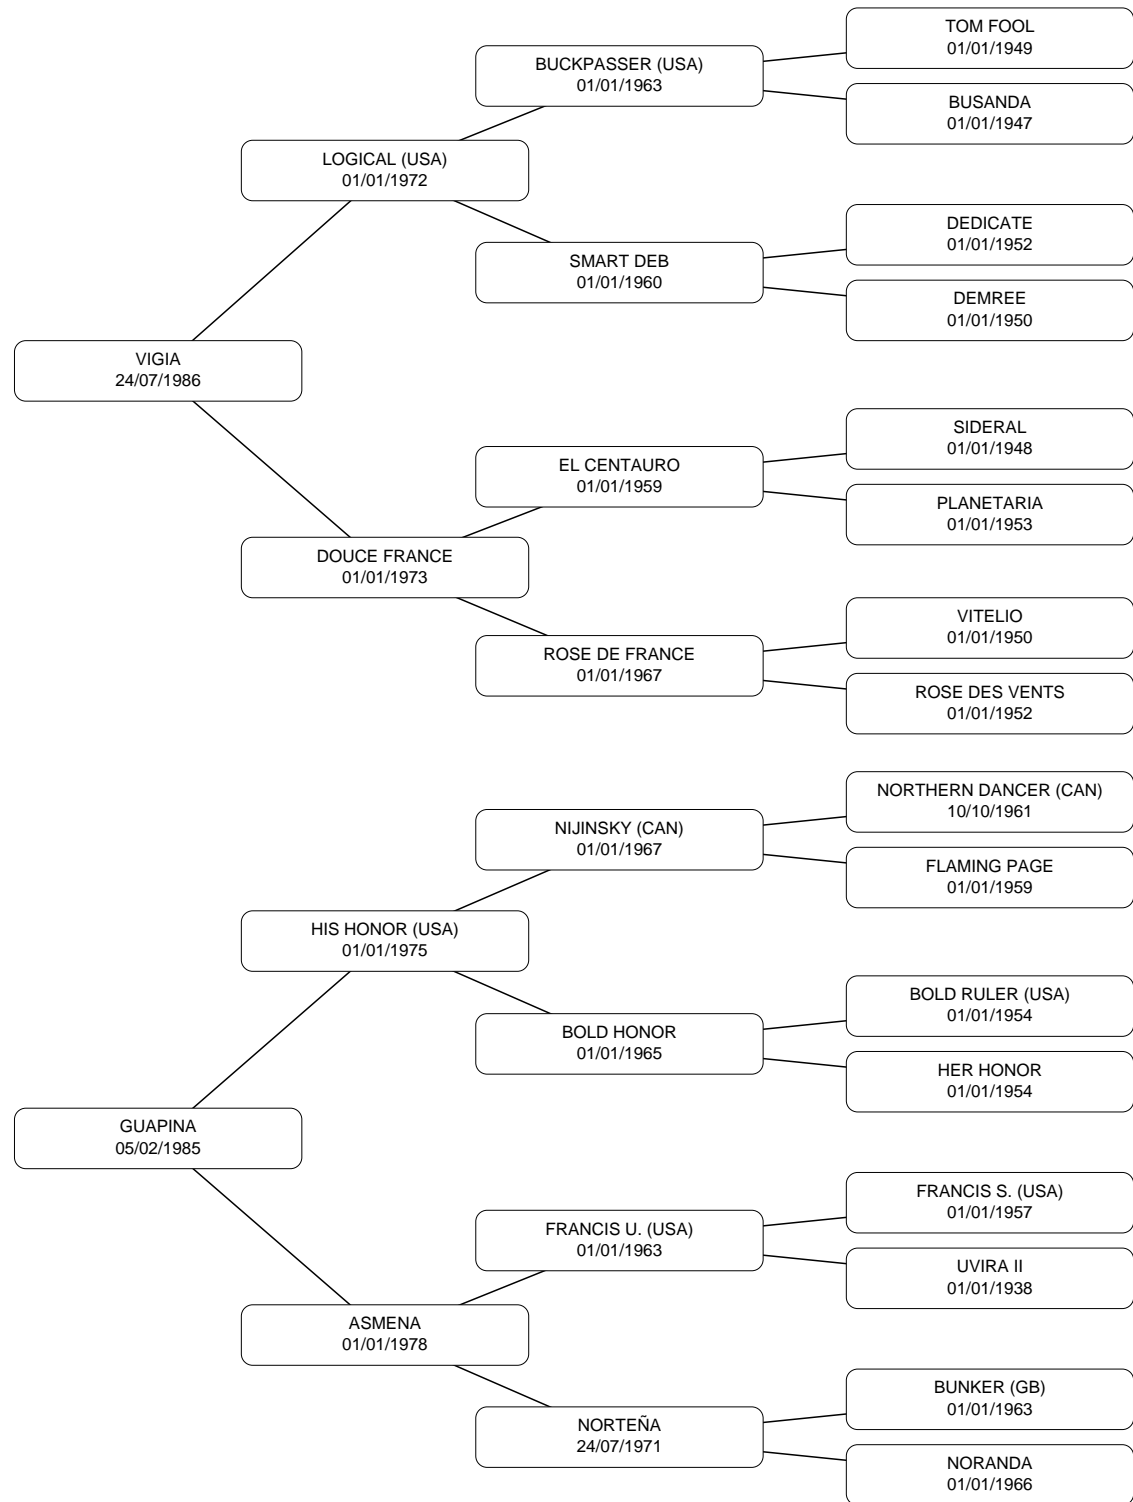 TOM FOOL
01/01/1949
BUCKPASSER (USA)
01/01/1963
BUSANDA
01/01/1947
LOGICAL (USA)
01/01/1972
DEDICATE
01/01/1952
SMART DEB
01/01/1960
DEMREE
01/01/1950
VIGIA
24/07/1986
SIDERAL
01/01/1948
EL CENTAURO
01/01/1959
PLANETARIA
01/01/1953
DOUCE FRANCE
01/01/1973
VITELIO
01/01/1950
ROSE DE FRANCE
01/01/1967
ROSE DES VENTS
01/01/1952
NORTHERN DANCER (CAN)
10/10/1961
NIJINSKY (CAN)
01/01/1967
FLAMING PAGE
01/01/1959
HIS HONOR (USA)
01/01/1975
BOLD RULER (USA)
01/01/1954
BOLD HONOR
01/01/1965
HER HONOR
01/01/1954
GUAPINA
05/02/1985
FRANCIS S. (USA)
01/01/1957
FRANCIS U. (USA)
01/01/1963
UVIRA II
01/01/1938
ASMENA
01/01/1978
BUNKER (GB)
01/01/1963
NORTEÑA
24/07/1971
NORANDA
01/01/1966